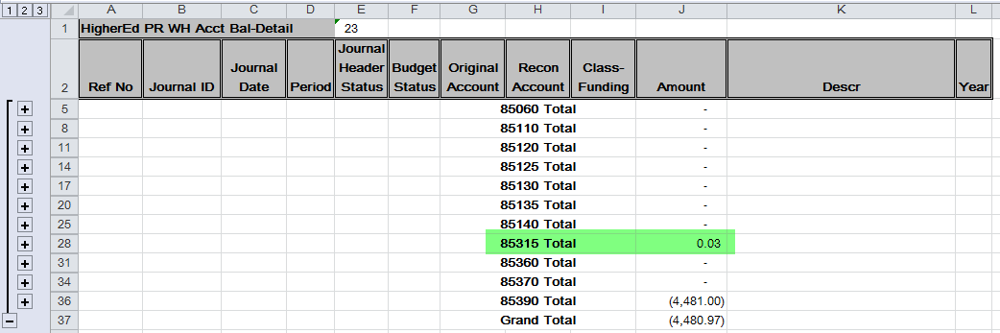 1 2 3 A B C D E F G H I J K L
1 HigherEd PR WH Acct Bal-Detail 23
2 Ref No Journal ID Journal Date Period Journal Header Status Budget Status Original Account Recon Account Class-Funding Amount Descr Year
5 85060 Total -
8 85110 Total -
11 85120 Total -
14 85125 Total -
17 85130 Total -
20 85135 Total -
25 85140 Total -
28 85315 Total 0.03
31 85360 Total -
34 85370 Total -
36 85390 Total (4,481.00)
37 Grand Total (4,480.97)